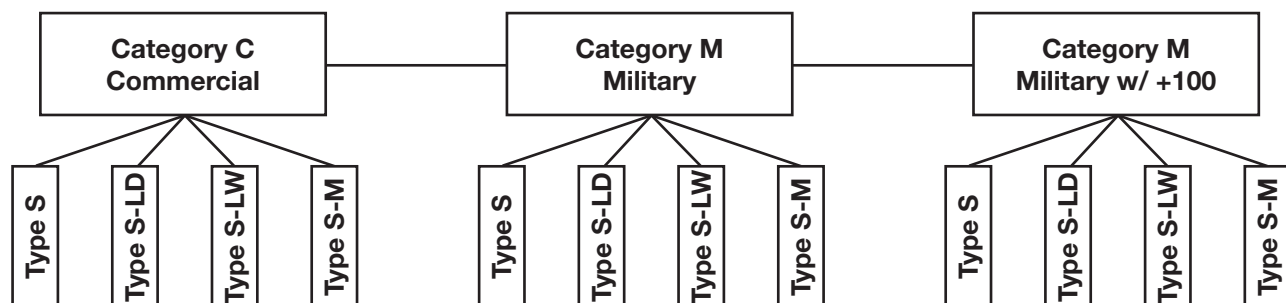 Category C
Commercial
Category M
Military
Category M
Military w/ +100
Type S
Type S-LD
Type S-LW
Type S-M
Type S
Type S-LD
Type S-LW
Type S-M
Type S
Type S-LD
Type S-LW
Type S-M